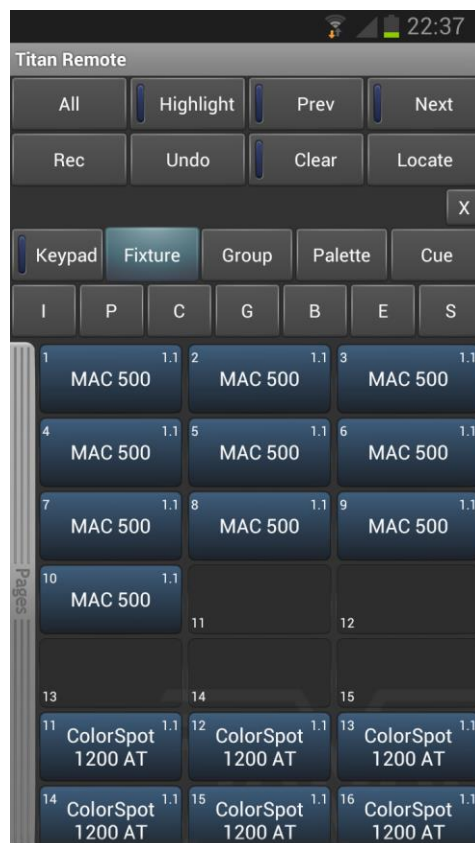 22:37
Titan Remote
All Highlight Prev Next
Rec Undo Clear Locate
X
Keypad Fixture Group Palette Cue
I P C G B E S
Pages
1 1.1 2 1.1 3 1.1
MAC 500 MAC 500 MAC 500
4 1.1 5 1.1 6 1.1
MAC 500 MAC 500 MAC 500
7 1.1 8 1.1 9 1.1
MAC 500 MAC 500 MAC 500
10 1.1
MAC 500
11 12
13 14 15
11 1.1 12 1.1 13 1.1
ColorSpot ColorSpot ColorSpot
1200 AT 1200 AT 1200 AT
14 1.1 15 1.1 16 1.1
ColorSpot ColorSpot ColorSpot
1200 AT 1200 AT 1200 AT